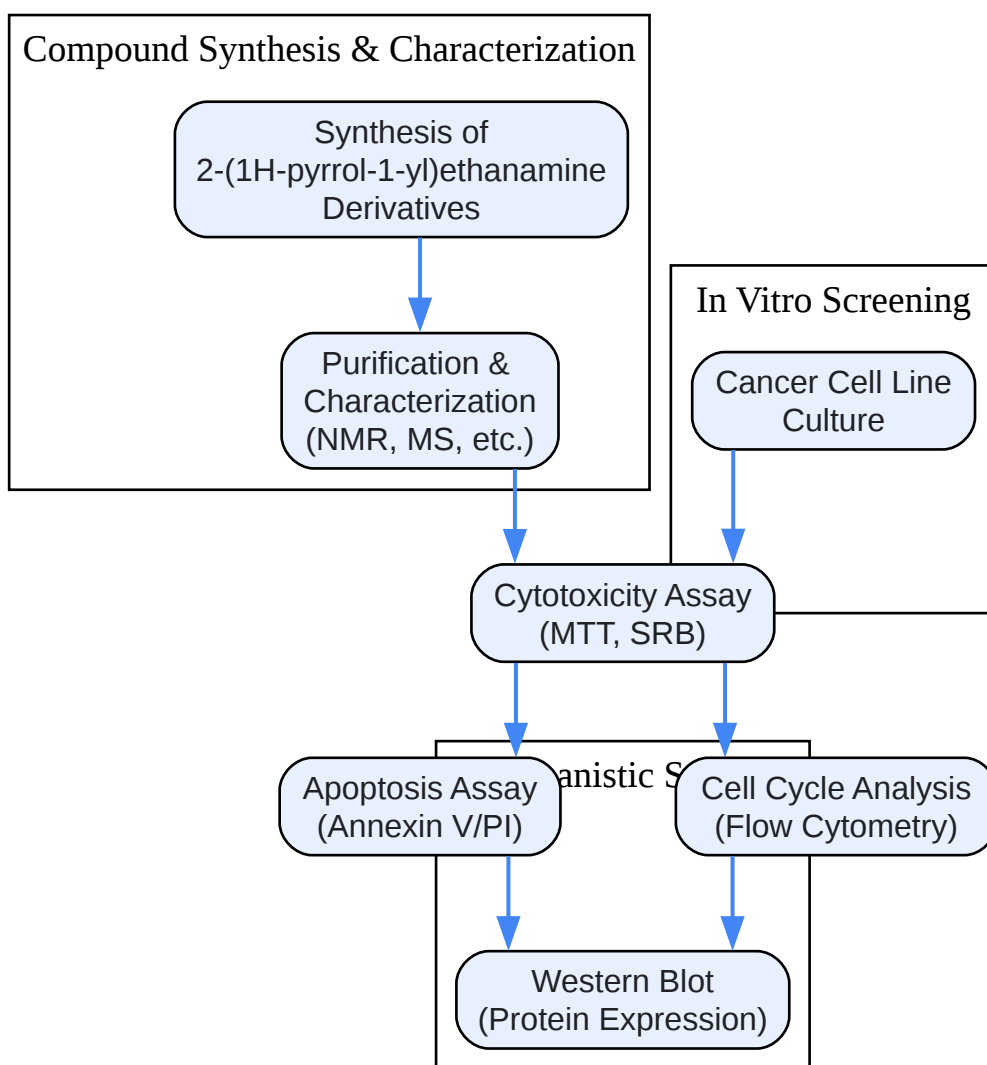 Compound Synthesis & Characterization
Synthesis of
2-(1H-pyrrol-1-yl)ethanamine
Derivatives
In Vitro Screening
Purification &
Characterization
(NMR, MS, etc.)
Cancer Cell Line
Culture
Cytotoxicity Assay
(MTT, SRB)
anistic S
Apoptosis Assay
(Annexin V/PI)
Cell Cycle Analysis
(Flow Cytometry)
Western Blot
(Protein Expression)